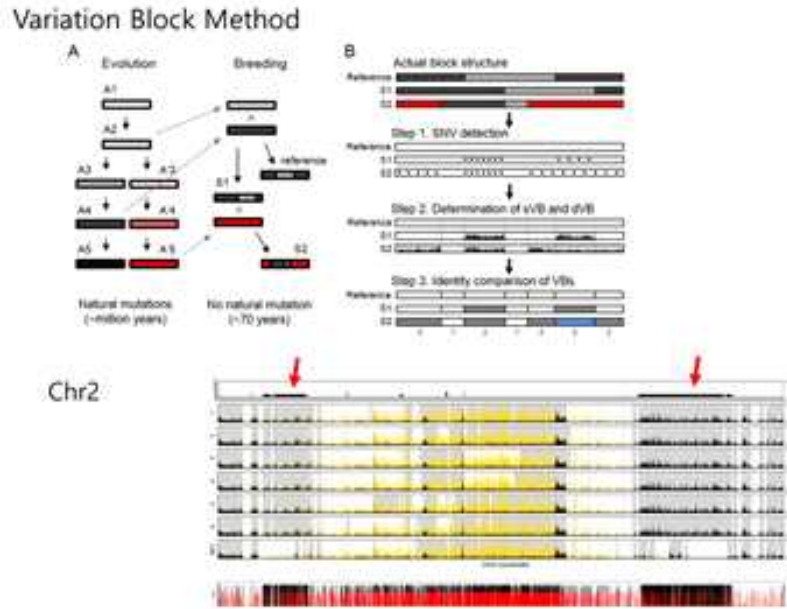 Variation Block Method
A
Evolution
Breeding
A1
A2
A3
A'3
A4
A'4
A5
A'5
reference
S1
S2
Natural mutations
(~million years)
No natural mutation
(~70 years)
B
Actual block structure
Reference
S1
S2
Step 1. SNV detection
Reference
S1
S2
Step 2. Determination of sVB and dVB
Reference
S1
S2
Step 3. Identity comparison of VBs
Reference
S1
S2
Chr2